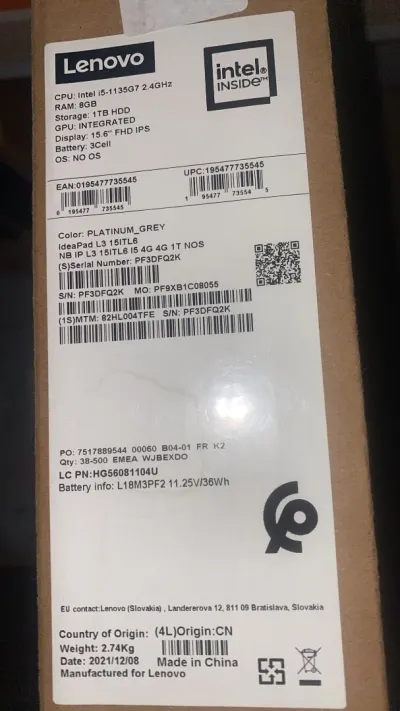 Lenovo
intel®
INSIDE™
CPU: Intel i5-1135G7 2.4GHz
RAM: 8GB
Storage: 1TB HDD
GPU: INTEGRATED
Display: 15.6" FHD IPS
Battery: 3Cell
OS: NO OS
EAN:0195477735545
UPC:195477735545
0 195477 735545
1 95477 73554 5
Color: PLATINUM_GREY
ideaPad L3 15ITL6
NB IP L3 15ITL6 I5 4G 4G 1T NOS
(S)Serial Number: PF3DFQ2K
S/N: PF3DFQ2K MO: PF9XB1C08055
(1S)MTM: 82HL004TFE S/N: PF3DFQ2K
PO: 7517889544 00060 B04-01 FR K2
Qty: 38-500 EMEA WJBEXDO
LC PN:HG56081104U
Battery info: L18M3PF2 11.25V/36Wh
EU contact:Lenovo (Slovakia) , Landererova 12, 811 09 Bratislava, Slovakia
Country of Origin: (4L)Origin:CN
Weight: 2.74Kg
Date: 2021/12/08 Made in China
Manufactured for Lenovo